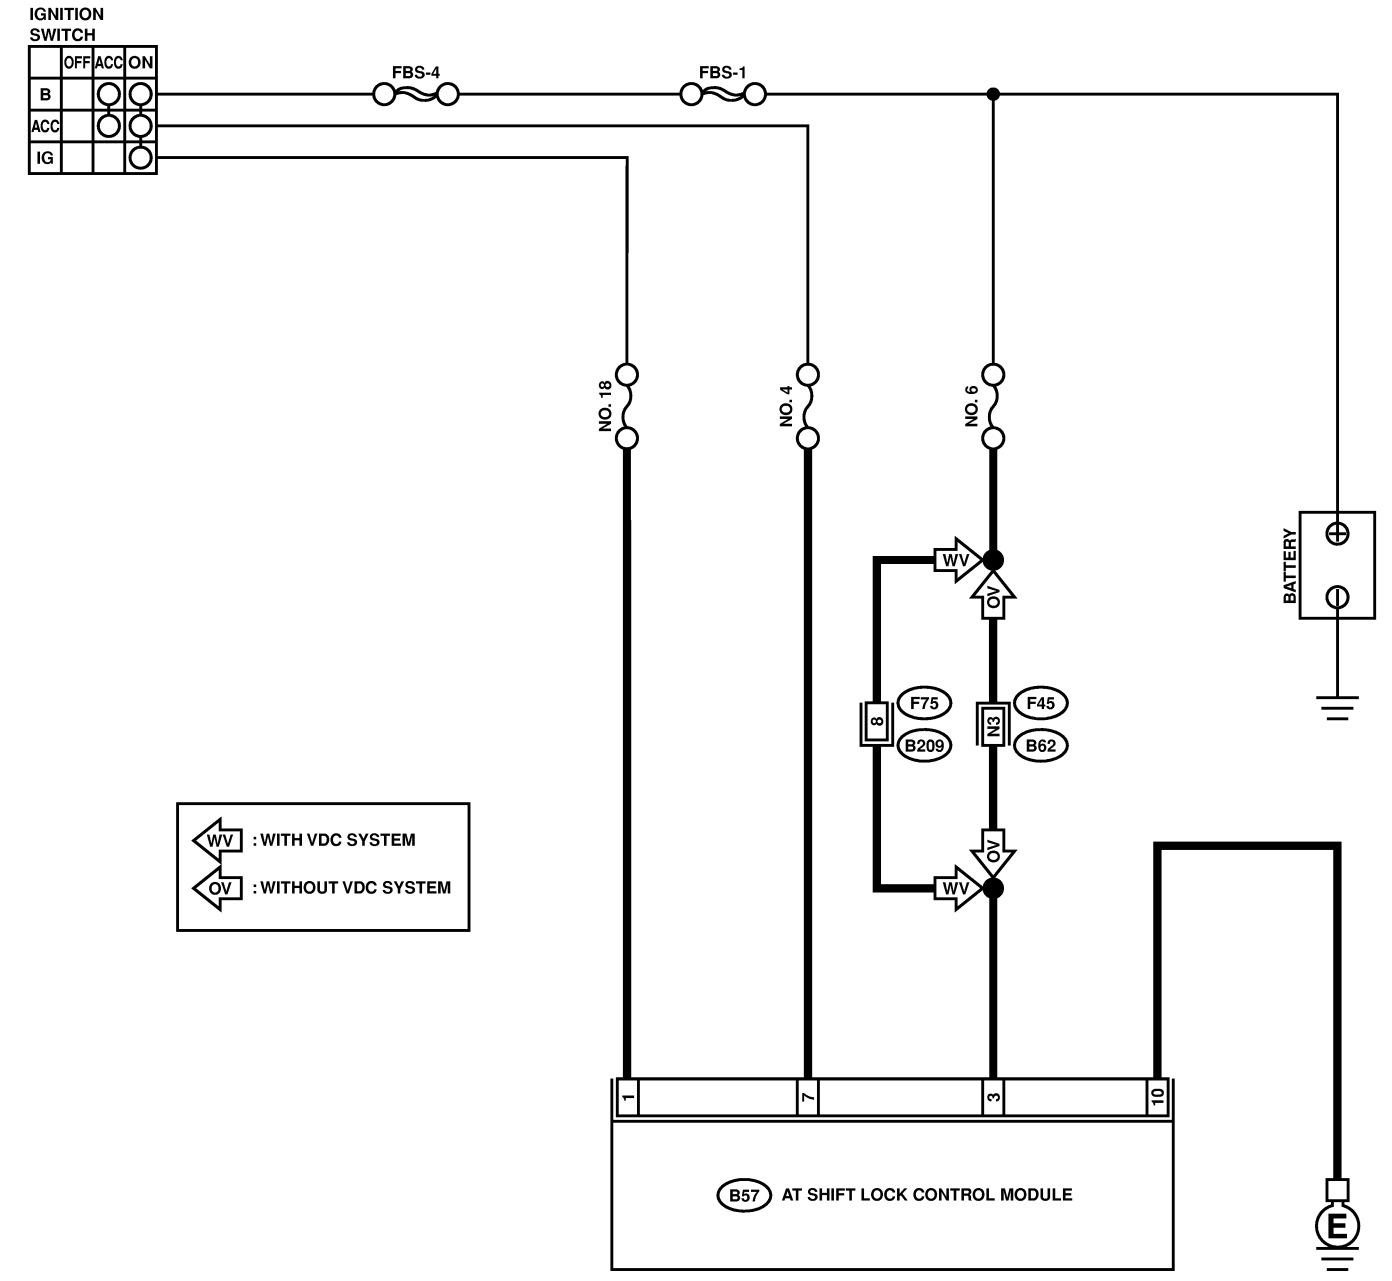 IGNITION
SWITCH
OFF ACC ON
B
ACC
IG
FBS-4
FBS-1
NO. 18
NO. 4
NO. 6
BATTERY
WV
OV
8
F75
B209
N3
F45
B62
OV
WV
WV : WITH VDC SYSTEM
OV : WITHOUT VDC SYSTEM
1
7
3
10
B57 AT SHIFT LOCK CONTROL MODULE
E